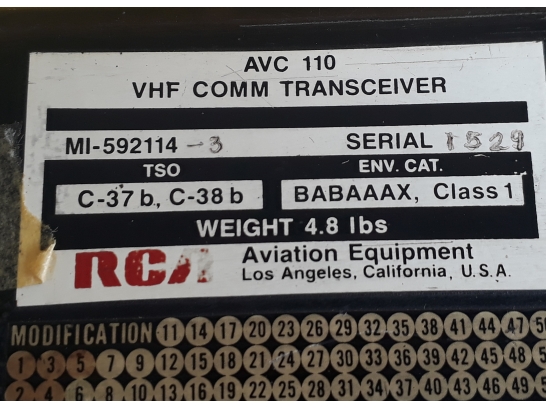 AVC 110
VHF COMM TRANSCEIVER
MI-592114 -3 SERIAL 1529
TSO ENV. CAT.
C-37 b, C-38 b BABAAAX, Class 1
WEIGHT 4.8 lbs
RCA Aviation Equipment
Los Angeles, California, U.S.A.
MODIFICATION 11 14 17 20 23 26 29 32 35 38 41 44 47
1 3 5 7 9 12 15 18 21 24 27 30 33 36 39 42 45 48
2 4 6 8 10 13 16 19 22 25 28 31 34 37 40 43 46 49